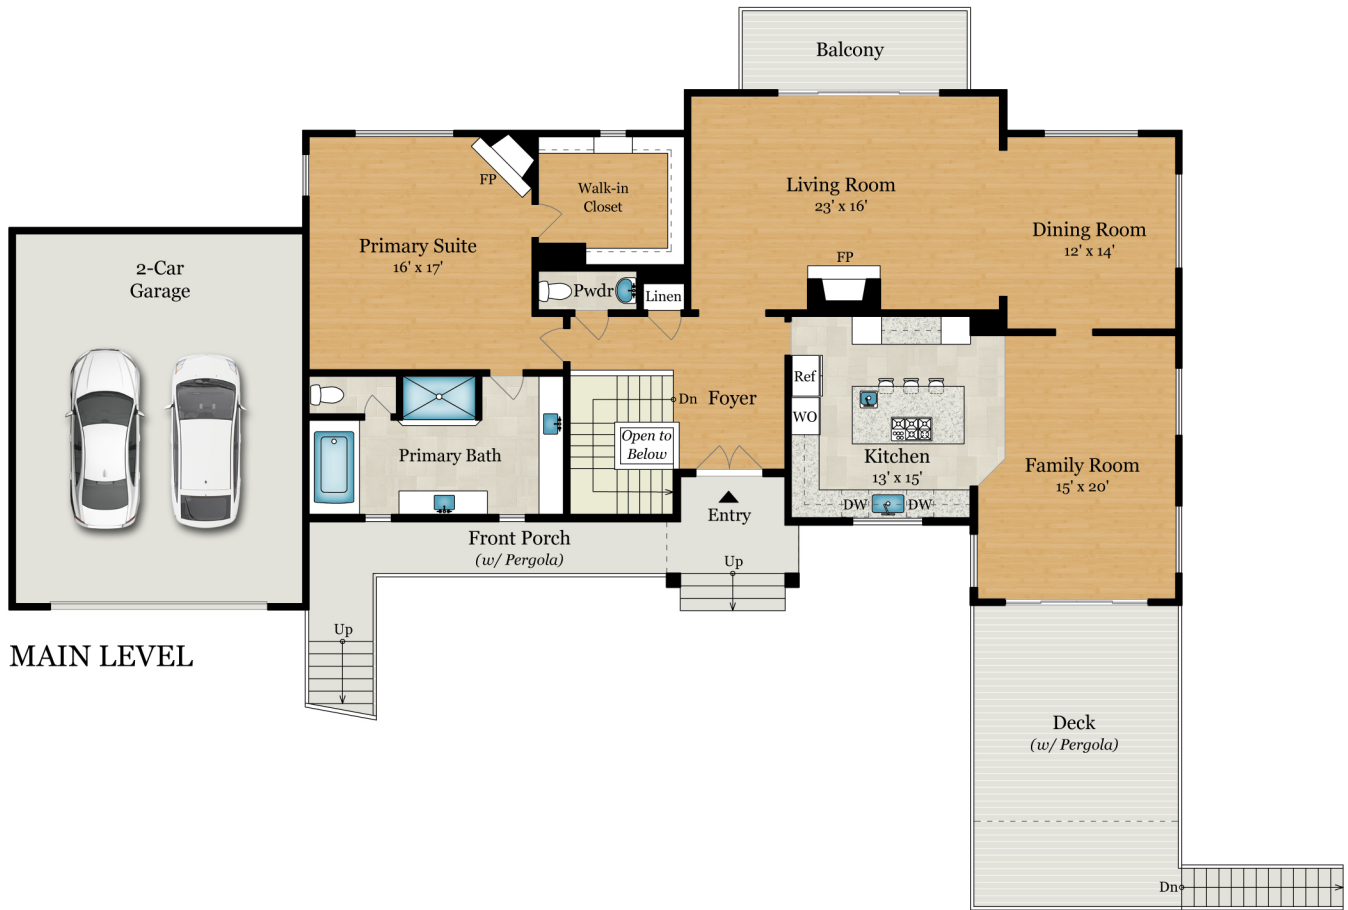 Balcony
Living Room
23' x 16'
FP
Dining Room
12' x 14'
FP
Walk-in
Closet
Primary Suite
16' x 17'
2-Car
Garage
Pwdr
Linen
Dn
Foyer
Open to
Below
Ref
WO
Kitchen
13' x 15'
DW
DW
Family Room
15' x 20'
Primary Bath
Entry
Front Porch
(w/ Pergola)
Up
Up
MAIN LEVEL
Deck
(w/ Pergola)
Dn